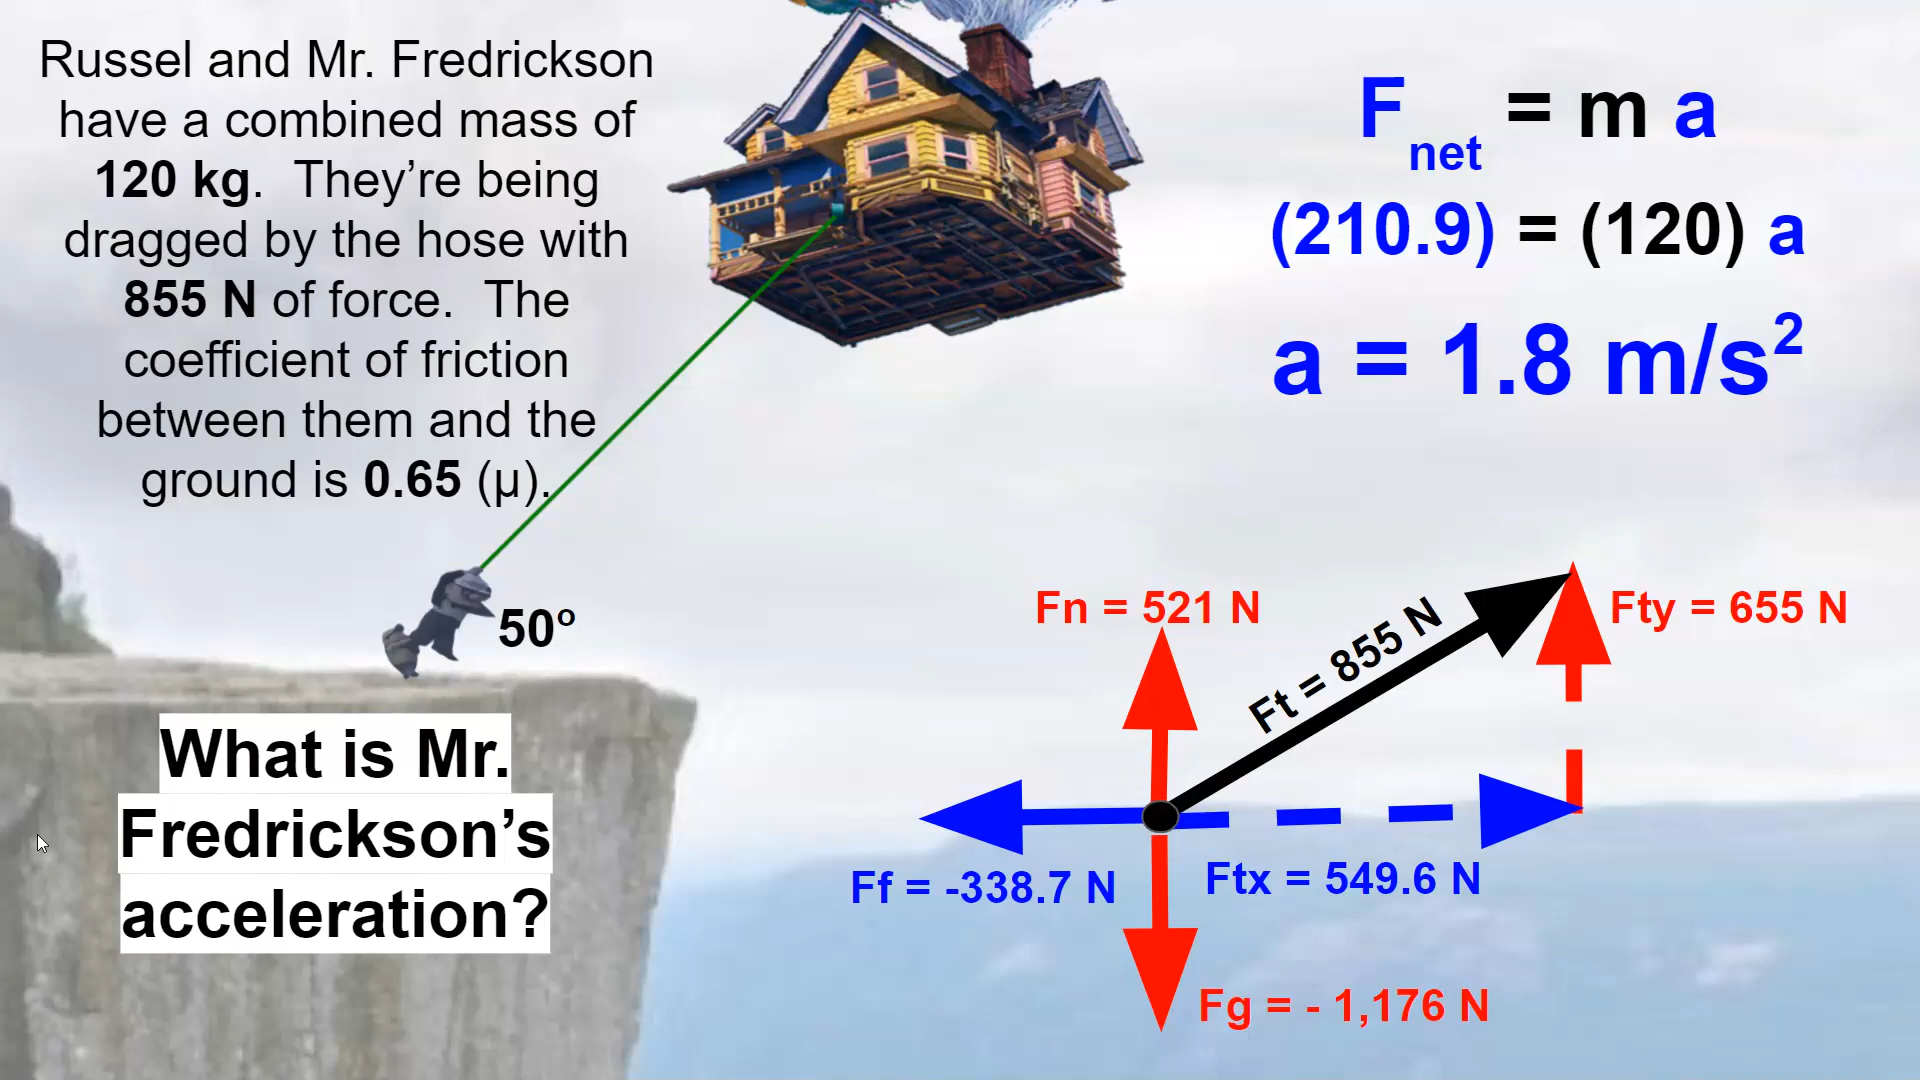 Russel and Mr. Fredrickson
have a combined mass of
120 kg.  They’re being
dragged by the hose with
855 N of force.  The
coefficient of friction
between them and the
ground is 0.65 (μ).
50°
What is Mr.
Fredrickson’s
acceleration?
F net = m a
(210.9) = (120) a
a = 1.8 m/s²
Fn = 521 N
Ft = 855 N
Fty = 655 N
Ff = -338.7 N
Ftx = 549.6 N
Fg = - 1,176 N